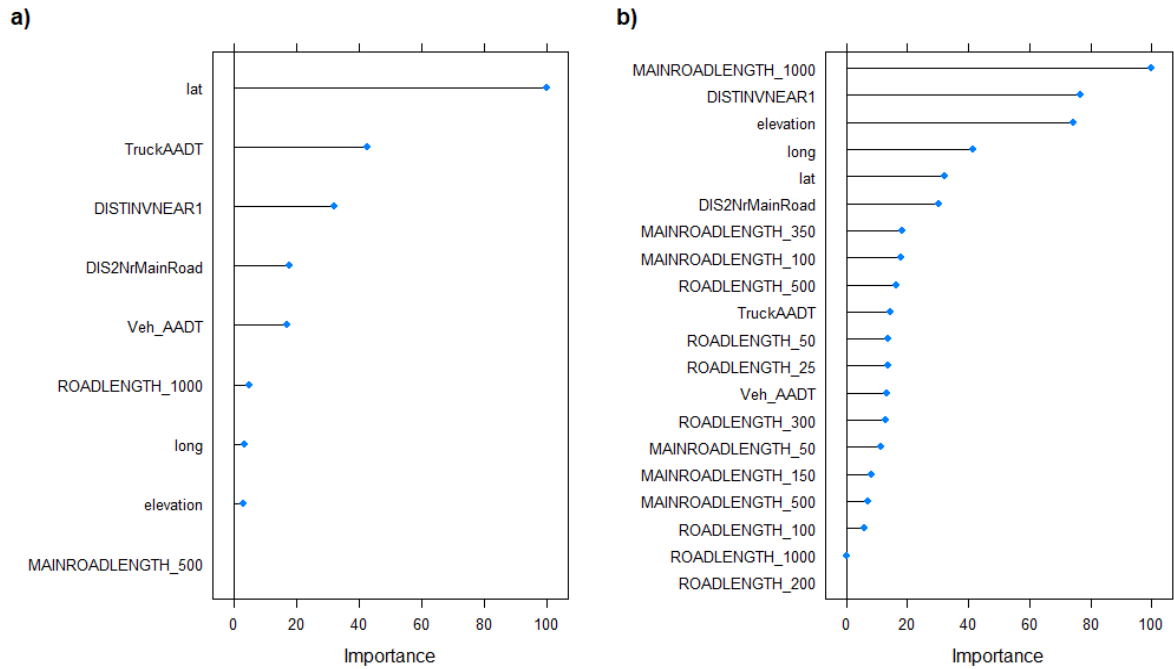 a)
lat
TruckAADT
DISTINVNEAR1
DIS2NrMainRoad
Veh_AADT
ROADLENGTH_1000
long
elevation
MAINROADLENGTH_500
0 20 40 60 80 100
Importance
b)
MAINROADLENGTH_1000
DISTINVNEAR1
elevation
long
lat
DIS2NrMainRoad
MAINROADLENGTH_350
MAINROADLENGTH_100
ROADLENGTH_500
TruckAADT
ROADLENGTH_50
ROADLENGTH_25
Veh_AADT
ROADLENGTH_300
MAINROADLENGTH_50
MAINROADLENGTH_150
MAINROADLENGTH_500
ROADLENGTH_100
ROADLENGTH_1000
ROADLENGTH_200
0 20 40 60 80 100
Importance